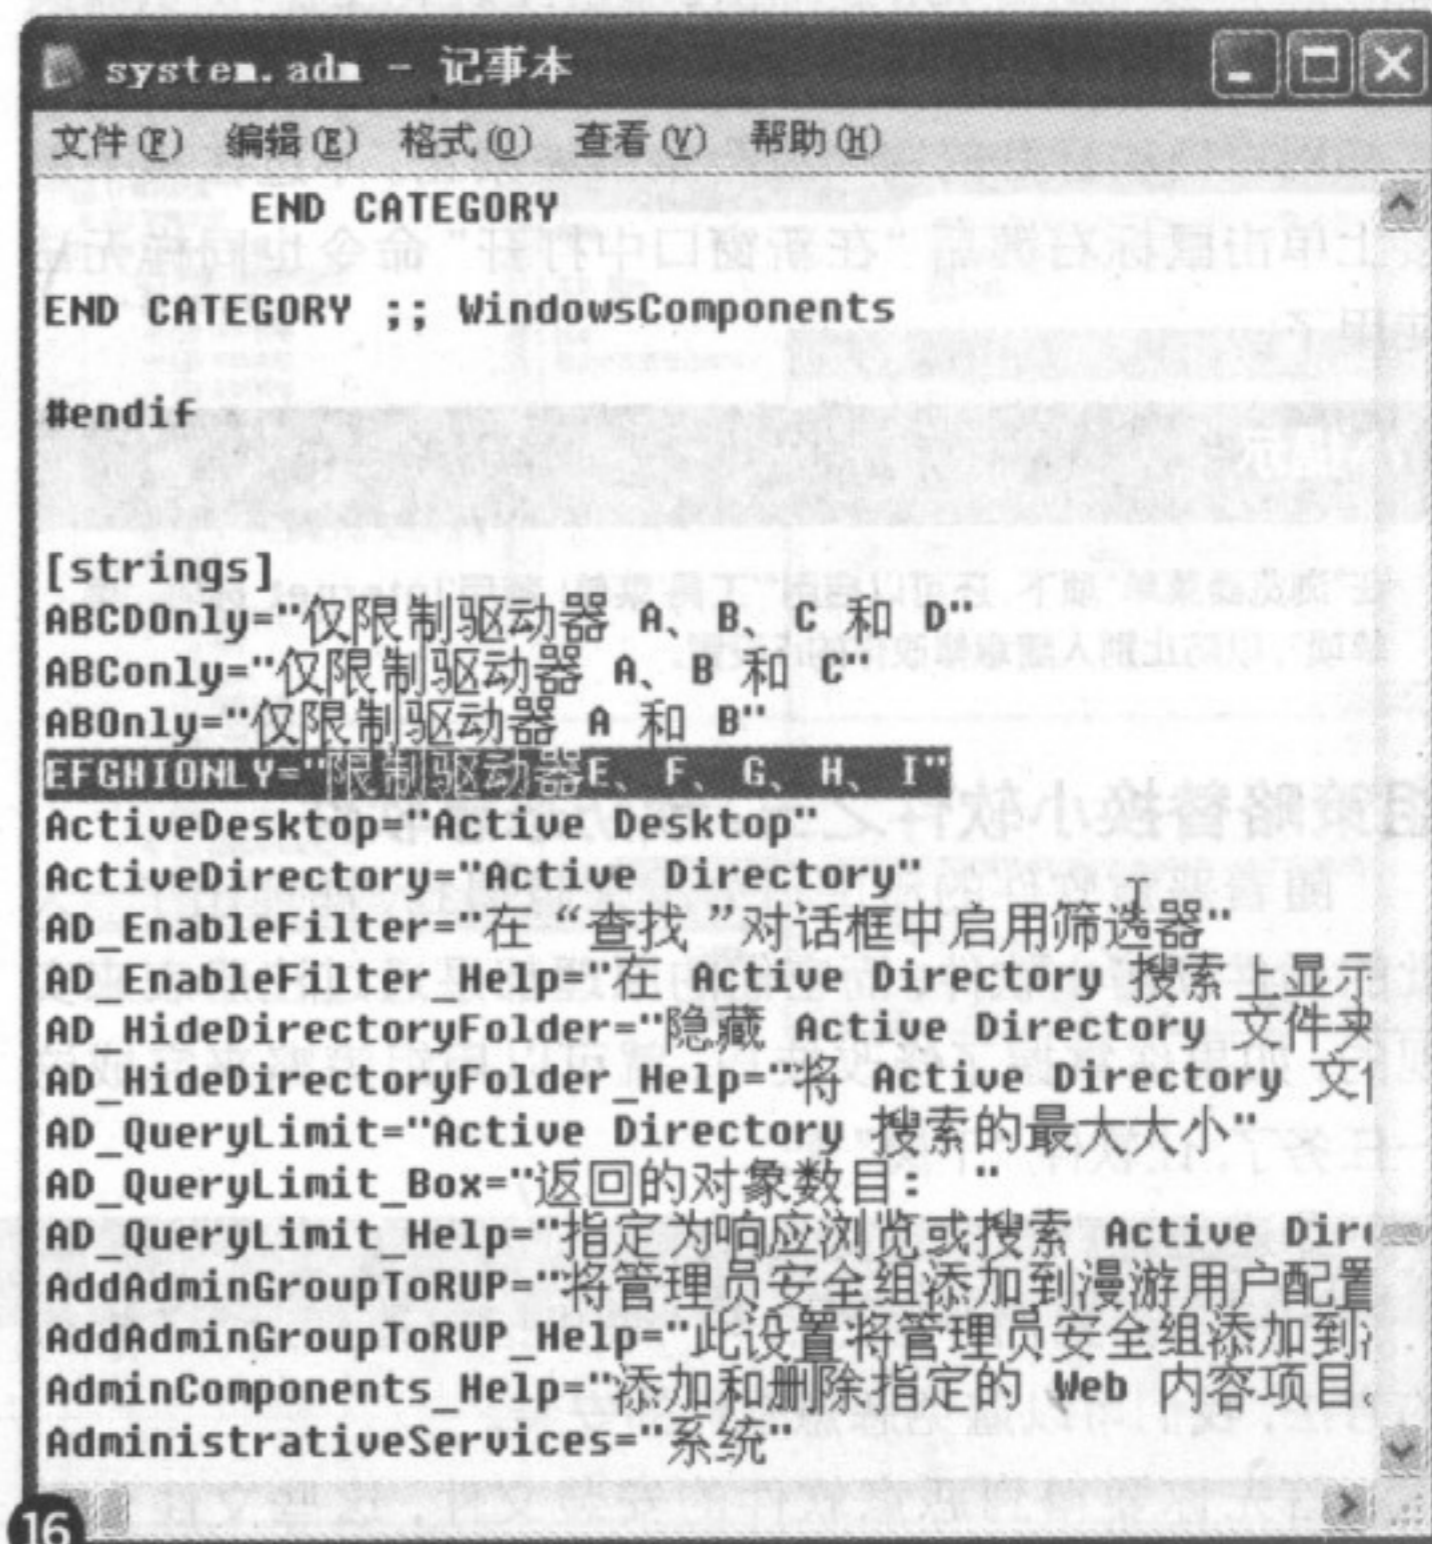 system.adm - 记事本
文件(F) 编辑(E) 格式(O) 查看(V) 帮助(H)
END CATEGORY
END CATEGORY ;; WindowsComponents
#endif
[strings]
ABCDOnly="仅限制驱动器 A、B、C 和 D"
ABConly="仅限制驱动器 A、B 和 C"
ABOnly="仅限制驱动器 A 和 B"
EFGHIONLY="限制驱动器E、F、G、H、I"
ActiveDesktop="Active Desktop"
ActiveDirectory="Active Directory"
AD_EnableFilter="在“查找”对话框中启用筛选器"
AD_EnableFilter_Help="在 Active Directory 搜索上显示
AD_HideDirectoryFolder="隐藏 Active Directory 文件夹
AD_HideDirectoryFolder_Help="将 Active Directory 文
AD_QueryLimit="Active Directory 搜索的最大大小"
AD_QueryLimit_Box="返回的对象数目: "
AD_QueryLimit_Help="指定为响应浏览或搜索 Active Dir
AddAdminGroupToRUP="将管理员安全组添加到漫游用户配置
AddAdminGroupToRUP_Help="此设置将管理员安全组添加到
AdminComponents_Help="添加和删除指定的 Web 内容项目。
AdministrativeServices="系统"
16